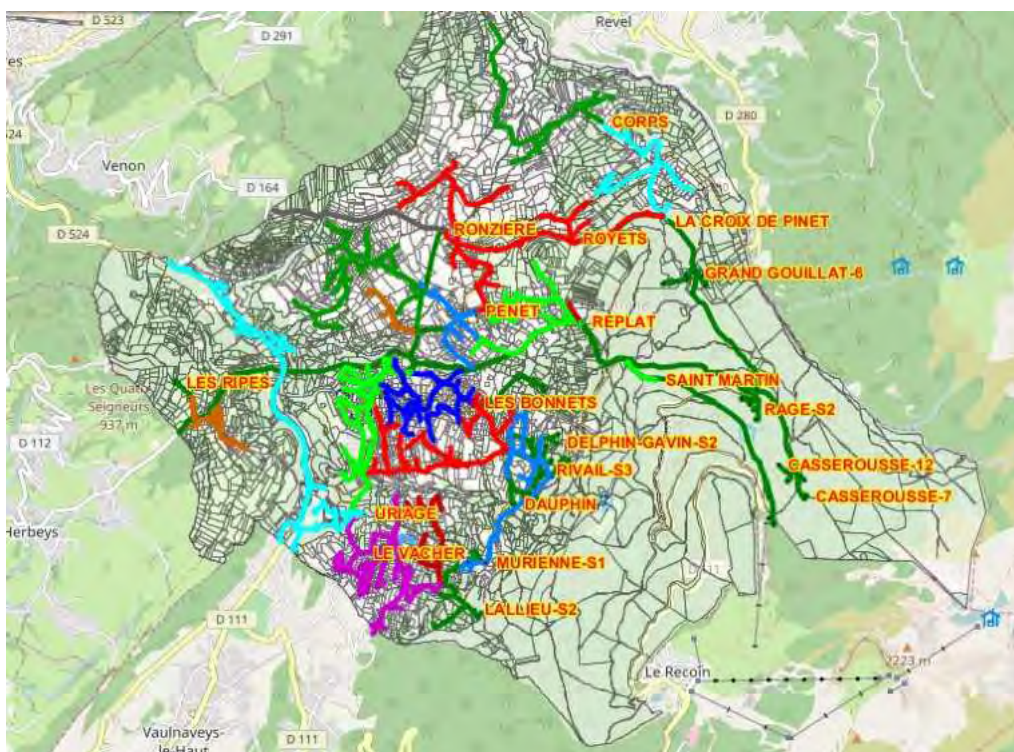 D 523
Revel
D 291
res
CORPS
D 280
524
Venon
D 164
LA CROIX DE PINET
RONZIERE
ROYETS
D 524
GRAND GOUILLAT-6
PENET
REPLAT
Les Quatre
Seigneurs
937 m
LES RIPES
SAINT MARTIN
LES BONNETS
RAGE-S2
D 112
DELPHIN-GAVIN-S2
RIVAIL-S3
CASSEROUSSE-12
CASSEROUSSE-7
DAUPHIN
URIAGE
Herbeys
LE VACHER
MURIENNE-S1
LALLIEU-S2
D 111
Le Recoin
2223 m
Vaulnaveys-
le-Haut
D 111